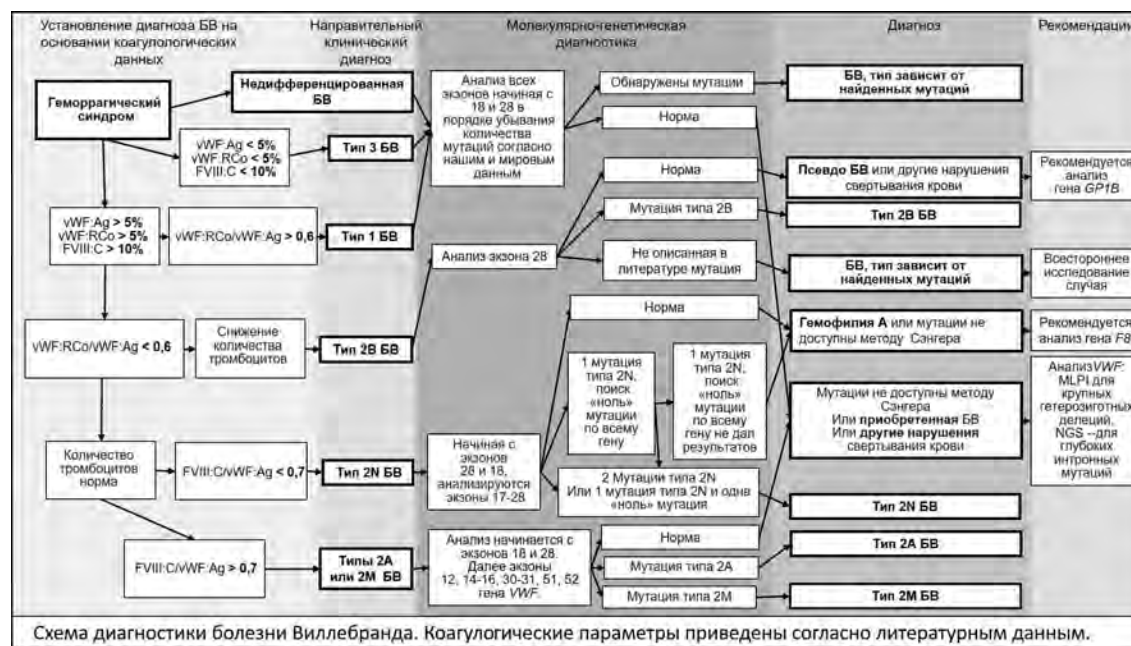 Установление диагноза БВ на
основании коагулологических
данных
Направительный
клинический
диагноз
Молекулярно-генетическая
диагностика
Диагноз
Рекомендации
Геморрагический
синдром
Недифференцированная
БВ
vWF:Ag < 5%
vWF:RCo < 5%
FVIII:C < 10%
Тип 3 БВ
vWF:Ag > 5%
vWF:RCo > 5%
FVIII:C > 10%
vWF:RCo/vWF:Ag > 0,6
Тип 1 БВ
vWF:RCo/vWF:Ag < 0,6
Снижение
количества
тромбоцитов
Тип 2В БВ
Количество
тромбоцитов
норма
FVIII:C/vWF:Ag < 0,7
Тип 2N БВ
FVIII:C/vWF:Ag > 0,7
Типы 2А
или 2М БВ
Анализ всех
экзонов начиная с
18 и 28 в
порядке убывания
количества
мутаций согласно
нашим и мировым
данным
Обнаружены мутации
Норма
Анализ экзона 28
Норма
Мутация типа 2В
Не описанная в
литературе мутация
Начиная с
экзонов
28 и 18,
анализируются
экзоны 17-28
Норма
1 мутация
типа 2N,
поиск
«ноль»
мутации
по всему
гену
1 мутация
типа 2N,
поиск
«ноль»
мутации
по всему
гену не дал
результатов
2 Мутации типа 2N
Или 1 мутация типа 2N и однв
«ноль» мутация
Анализ начинается с
экзонов 18 и 28.
Далее экзоны
12, 14-16, 30-31, 51, 52
гена VWF.
Норма
Мутация типа 2А
Мутация типа 2М
БВ, тип зависит от
найденных мутаций
Псевдо БВ или другие нарушения
свертывания крови
Тип 2В БВ
БВ, тип зависит от
найденных мутаций
Гемофилия А или мутации не
доступны методу Сэнгера
Мутации не доступны методу
Сэнгера
Или приобретенная БВ
Или другие нарушения
свертывания крови
Тип 2N БВ
Тип 2А БВ
Тип 2М БВ
Рекомендуется
анализ
гена GP1B
Всестороннее
исследование
случая
Рекомендуется
анализ гена F8
Анализ VWF:
MLPI для
крупных
гетерозиготных
делеций.
NGS --для
глубоких
интронных
мутаций
Схема диагностики болезни Виллебранда. Коагулогические параметры приведены согласно литературным данным.